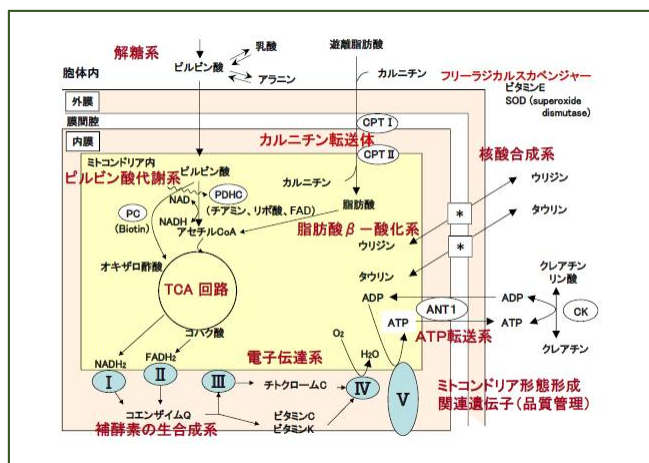 解糖系
乳酸
ピルビン酸
アラニン
遊離脂肪酸
カルニチン
胞体内
フリーラジカルスカベンジャー
ビタミンE
SOD (superoxide
dismutase)
外膜
膜間腔
内膜
CPT Ⅰ
カルニチン転送体
CPT Ⅱ
核酸合成系
ミトコンドリア内
ピルビン酸
ピルビン酸代謝系
カルニチン
ウリジン
PDHC
NAD
(チアミン、リポ酸、FAD)
脂肪酸
PC
(Biotin)
NADH
アセチルCoA
脂肪酸β-酸化系
*
タウリン
ウリジン
*
オキザロ酢酸
タウリン
クレアチン
リン酸
TCA 回路
ADP
ANT1
ADP
CK
ATP
ATP
ATP転送系
コハク酸
O₂
クレアチン
NADH₂
FADH₂
電子伝達系
H₂O
Ⅰ
Ⅱ
Ⅲ
チトクロームC
Ⅳ
Ⅴ
ミトコンドリア形態形成
関連遺伝子(品質管理)
コエンザイムQ
ビタミンC
ビタミンK
補酵素の生合成系